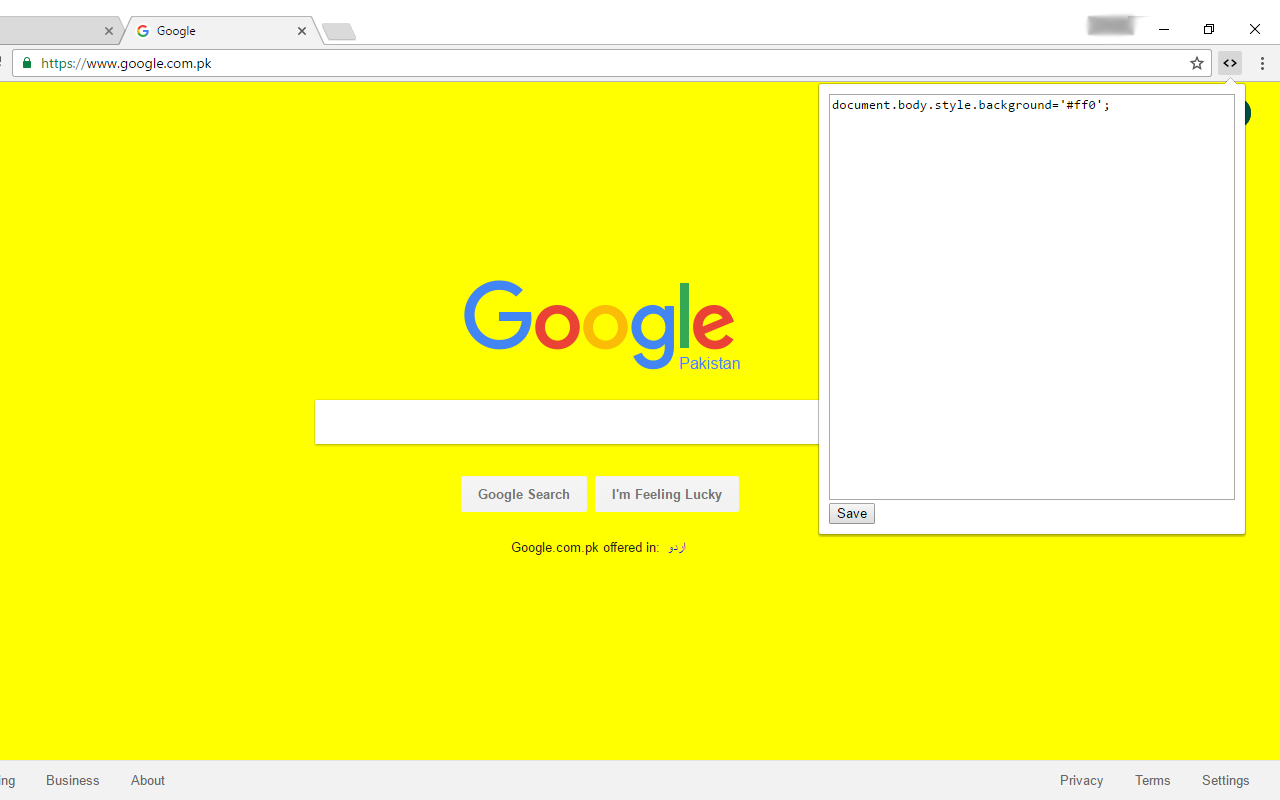 Google
https://www.google.com.pk
document.body.style.background='#ff0';
Google
Pakistan
Save
Google Search
I'm Feeling Lucky
Google.com.pk offered in: اردو
ing
Business
About
Privacy
Terms
Settings